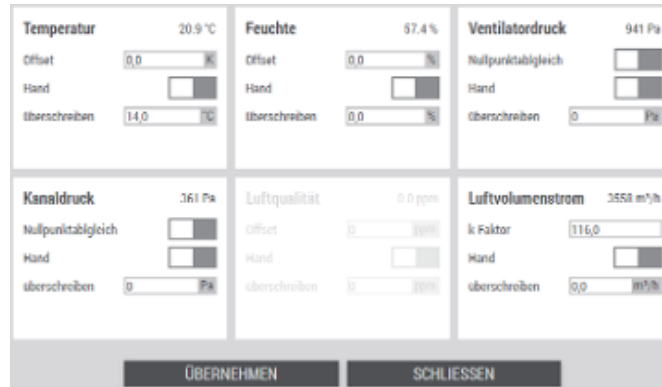 Temperatur 20.9 °C
Offset 0,0 K
Hand
überschreiben 14,0 °C
Feuchte 57.4 %
Offset 0,0 %
Hand
überschreiben 0,0 %
Ventilatordruck 941 Pa
Nullpunktablgleich
Hand
überschreiben 0 Pa
Kanaldruck 361 Pa
Nullpunktablgleich
Hand
überschreiben 0 Pa
Luftqualität 0.0 ppm
Offset 0 ppm
Hand
überschreiben 0 ppm
Luftvolumenstrom 3558 m³/h
k Faktor 116,0
Hand
überschreiben 0,0 m³/h
ÜBERNEHMEN
SCHLIESSEN